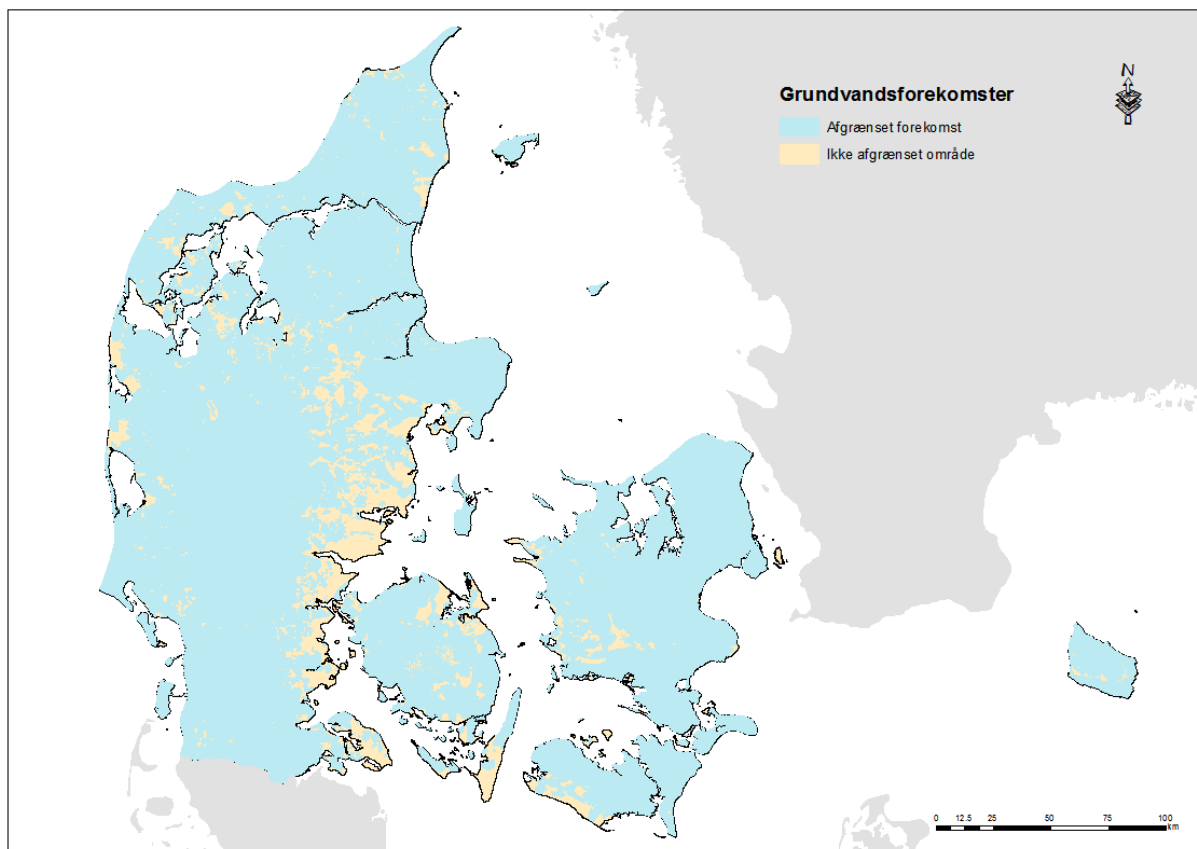 N
Grundvandsforekomster
Afgrænset forekomst
Ikke afgrænset område
0 12.5 25 50 75 100
km